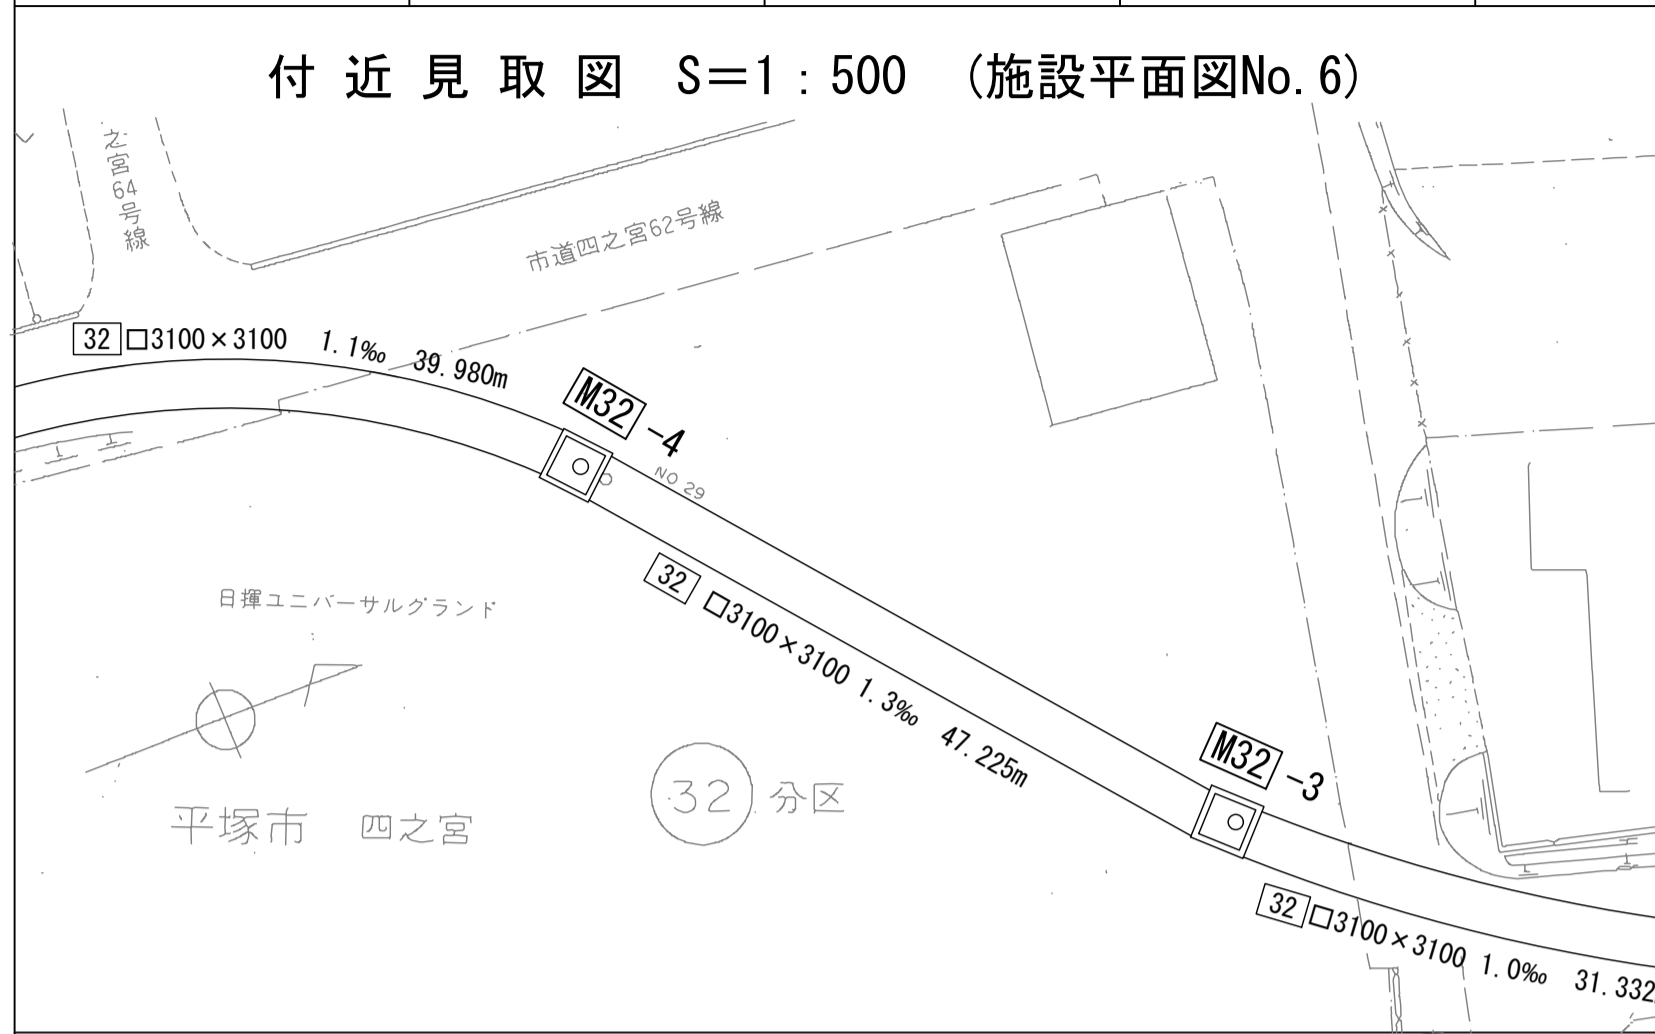 付近見取図 S=1:500 (施設平面図No.6)
之宮64号線
市道四之宮62号線
32 □3100×3100 1.1‰ 39.980m
M32-4
NO 29
32 □3100×3100 1.3‰ 47.225m
日揮ユニバーサルグランド
32 分区
平塚市 四之宮
M32-3
32 □3100×3100 1.0‰ 31.332